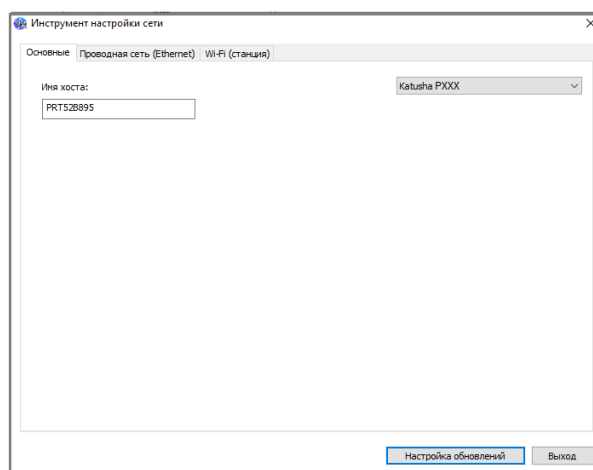 Инструмент настройки сети
Основные Проводная сеть (Ethernet) Wi-Fi (станция)
Имя хоста: Katusha PXXX
PRT52B895
Настройка обновлений Выход